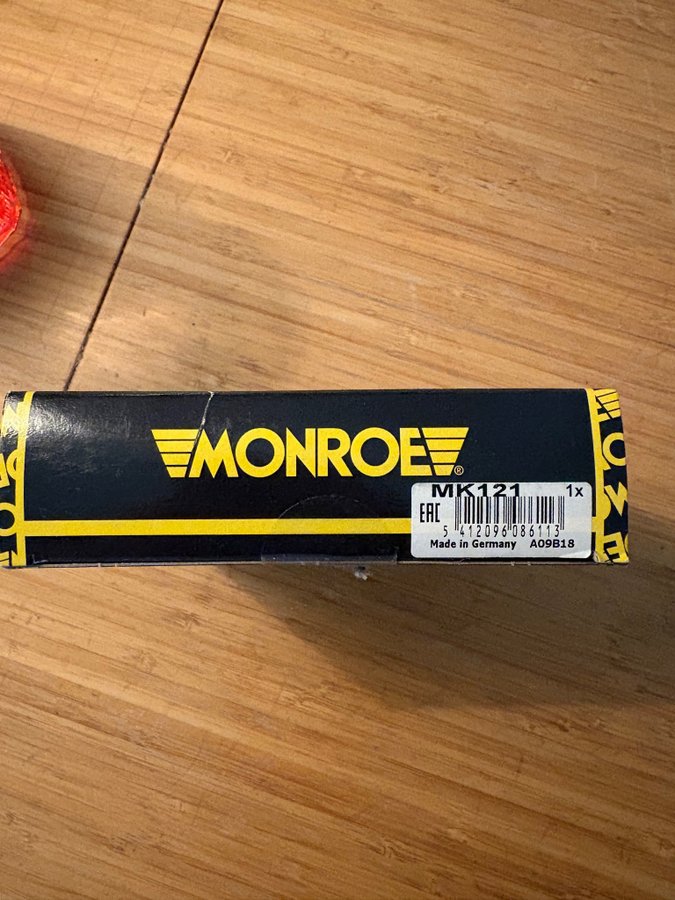 MONROE®
MK121 1x
EAC
5 412096 086113
Made in Germany A09B18